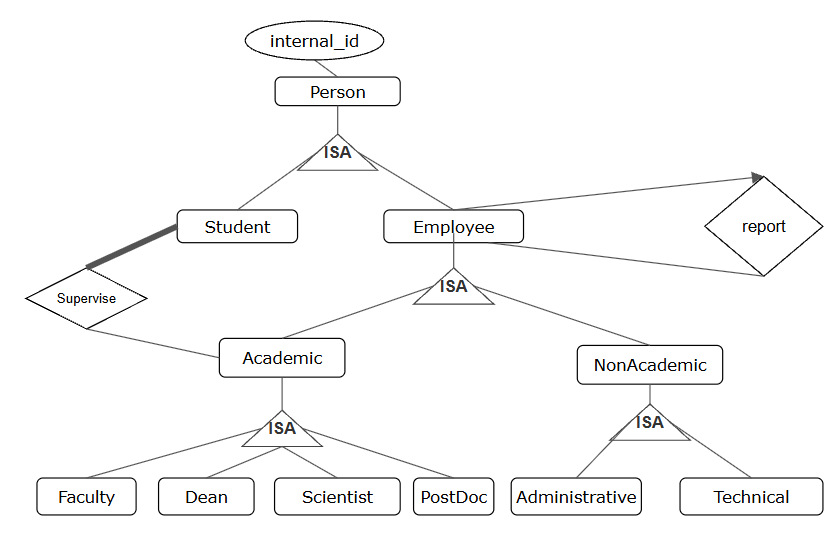 internal_id
Person
ISA
Student
Employee
report
ISA
Supervise
Academic
NonAcademic
ISA
ISA
Faculty
Dean
Scientist
PostDoc
Administrative
Technical